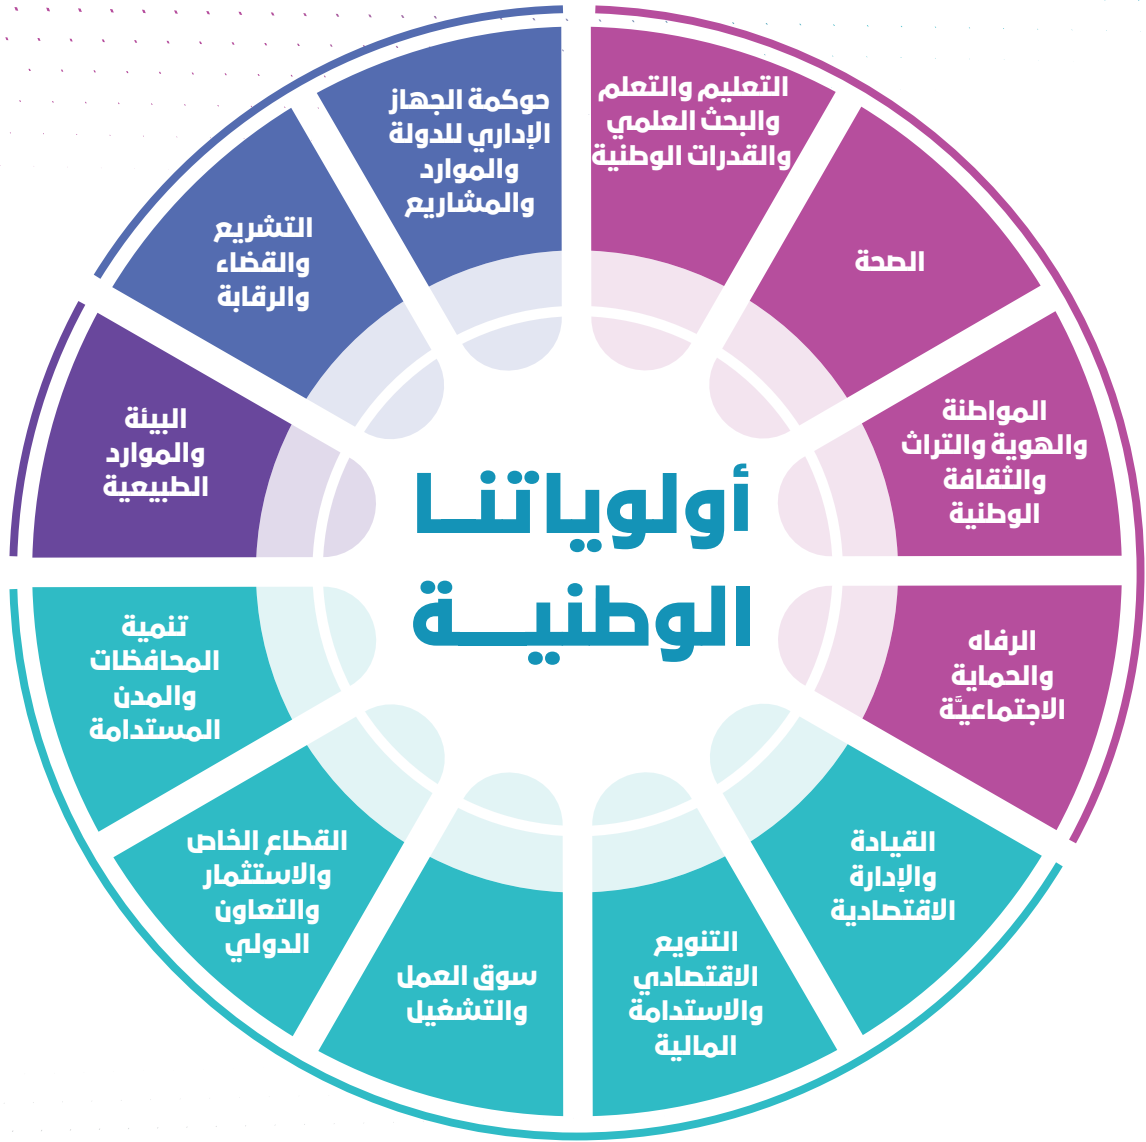 أولوياتنا
الوطنية
التعليم والتعلم
والبحث العلمي
والقدرات الوطنية
الصحة
المواطنة
والهوية والتراث
والثقافة
الوطنية
الرفاه
والحماية
الاجتماعيَّة
القيادة
والإدارة
الاقتصادية
التنويع
الاقتصادي
والاستدامة
المالية
سوق العمل
والتشغيل
القطاع الخاص
والاستثمار
والتعاون
الدولي
تنمية
المحافظات
والمدن
المستدامة
البيئة
والموارد
الطبيعية
التشريع
والقضاء
والرقابة
حوكمة الجهاز
الإداري للدولة
والموارد
والمشاريع